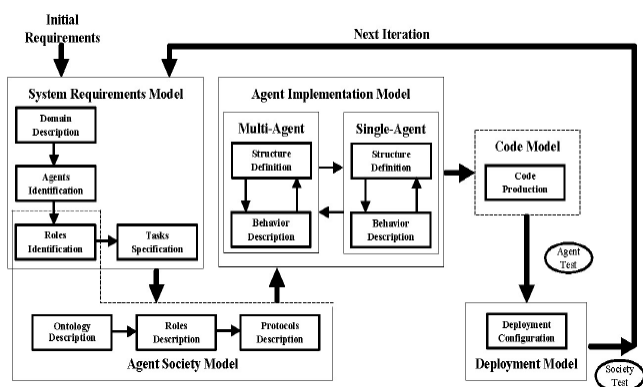 Initial
Requirements
Next Iteration
System Requirements Model
Domain
Description
Agents
Identification
Roles
Identification
Tasks
Specification
Agent Implementation Model
Multi-Agent
Structure
Definition
Behavior
Description
Single-Agent
Structure
Definition
Behavior
Description
Code Model
Code
Production
Agent
Test
Ontology
Description
Roles
Description
Protocols
Description
Agent Society Model
Deployment
Configuration
Deployment Model
Society
Test